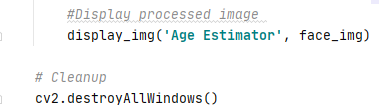 #Display processed image
display_img('Age Estimator', face_img)
# Cleanup
cv2.destroyAllWindows()